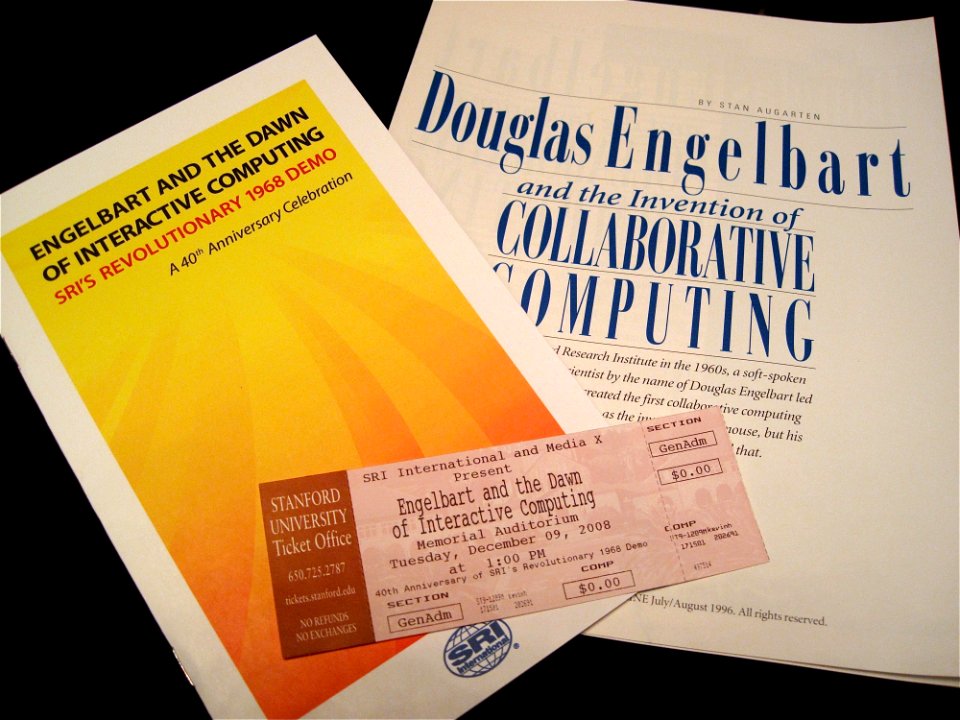 ENGELBART AND THE DAWN
OF INTERACTIVE COMPUTING
SRI'S REVOLUTIONARY 1968 DEMO
A 40th Anniversary Celebration
BY STAN AUGARTEN
Douglas Engelbart
and the Invention of
COLLABORATIVE
COMPUTING
Research Institute in the 1960s, a soft-spoken
scientist by the name of Douglas Engelbart led
created the first collaborative computing
as the
mouse, but his
that.
July/August 1996. All rights reserved.
STANFORD
UNIVERSITY
Ticket Office
650.725.2787
tickets.stanford.edu
NO REFUNDS
NO EXCHANGES
SRI International and Media X
Present
Engelbart and the Dawn
of Interactive Computing
Memorial Auditorium
Tuesday, December 09, 2008
at 1:00 PM
40th Anniversary of SRI's Revolutionary 1968 Demo
SECTION
GenAdm
171501 202691
COMP
$0.00
SECTION
GenAdm
$0.00
COMP
171501 202691
SRI
International®